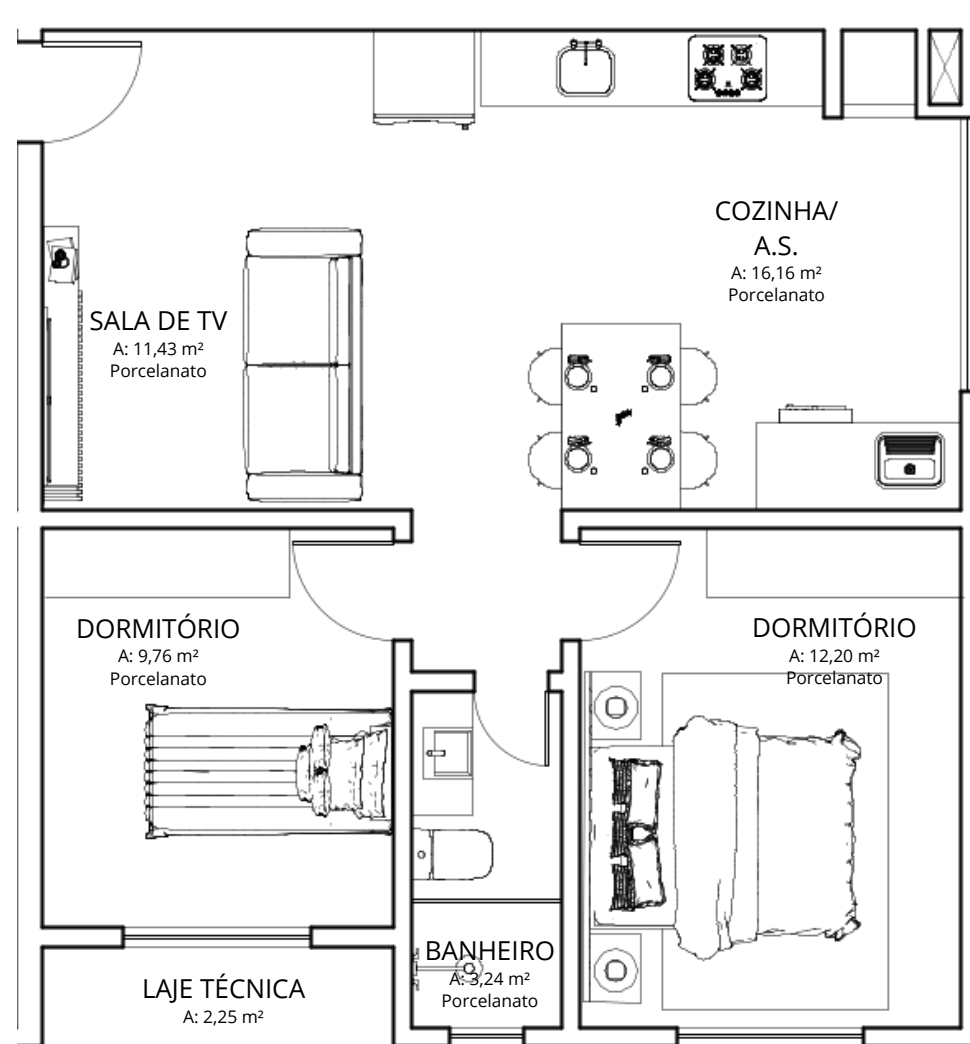 COZINHA/
A.S.
A: 16,16 m²
Porcelanato
SALA DE TV
A: 11,43 m²
Porcelanato
DORMITÓRIO
A: 9,76 m²
Porcelanato
DORMITÓRIO
A: 12,20 m²
Porcelanato
BANHEIRO
A: 3,24 m²
Porcelanato
LAJE TÉCNICA
A: 2,25 m²